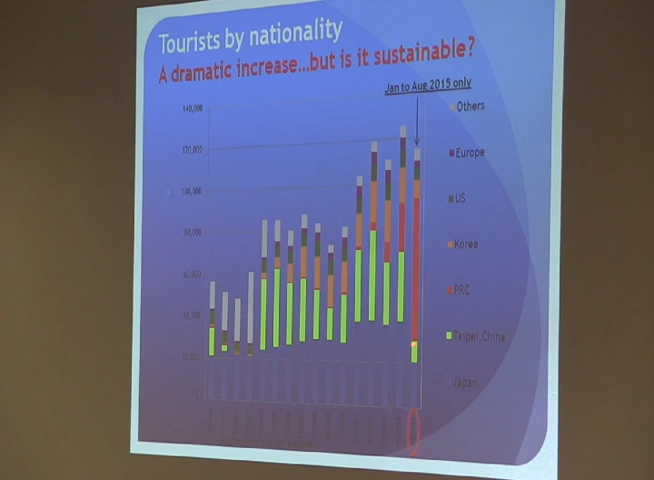 Tourists by nationality
A dramatic increase...but is it sustainable?
Jan to Aug 2015 only
140,000
120,000
100,000
80,000
60,000
40,000
20,000
Others
Europe
US
Korea
PRC
Taipei,China
Japan